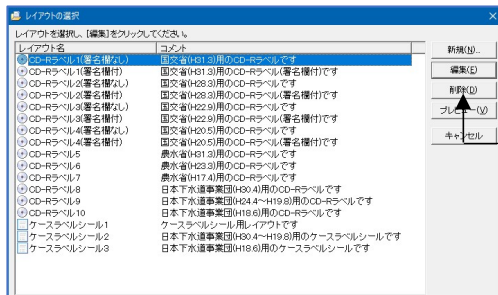 レイアウトの選択
レイアウトを選択し、[編集]をクリックしてください。
レイアウト名 コメント
CD-Rラベル1(署名欄なし) 国交省(H31.3)用のCD-Rラベルです
CD-Rラベル1(署名欄付) 国交省(H31.3)用のCD-Rラベル(署名欄付)です
CD-Rラベル2(署名欄なし) 国交省(H28.3)用のCD-Rラベルです
CD-Rラベル2(署名欄付) 国交省(H28.3)用のCD-Rラベル(署名欄付)です
CD-Rラベル3(署名欄なし) 国交省(H22.9)用のCD-Rラベルです
CD-Rラベル3(署名欄付) 国交省(H22.9)用のCD-Rラベル(署名欄付)です
CD-Rラベル4(署名欄なし) 国交省(H20.5)用のCD-Rラベルです
CD-Rラベル4(署名欄付) 国交省(H20.5)用のCD-Rラベル(署名欄付)です
CD-Rラベル5 農水省(H31.3)用のCD-Rラベルです
CD-Rラベル6 農水省(H23.3)用のCD-Rラベルです
CD-Rラベル7 農水省(H17.4)用のCD-Rラベルです
CD-Rラベル8 日本下水道事業団(H30.4)用のCD-Rラベルです
CD-Rラベル9 日本下水道事業団(H24.4~H19.8)用のCD-Rラベルです
CD-Rラベル10 日本下水道事業団(H18.6)用のCD-Rラベルです
ケースラベルシール1 ケースラベルシール用レイアウトです
ケースラベルシール2 日本下水道事業団(H30.4~H19.8)用のケースラベルシールです
ケースラベルシール3 日本下水道事業団(H18.6)用のケースラベルシールです
新規(N)...
編集(E)
削除(D)
プレビュー(V)
キャンセル